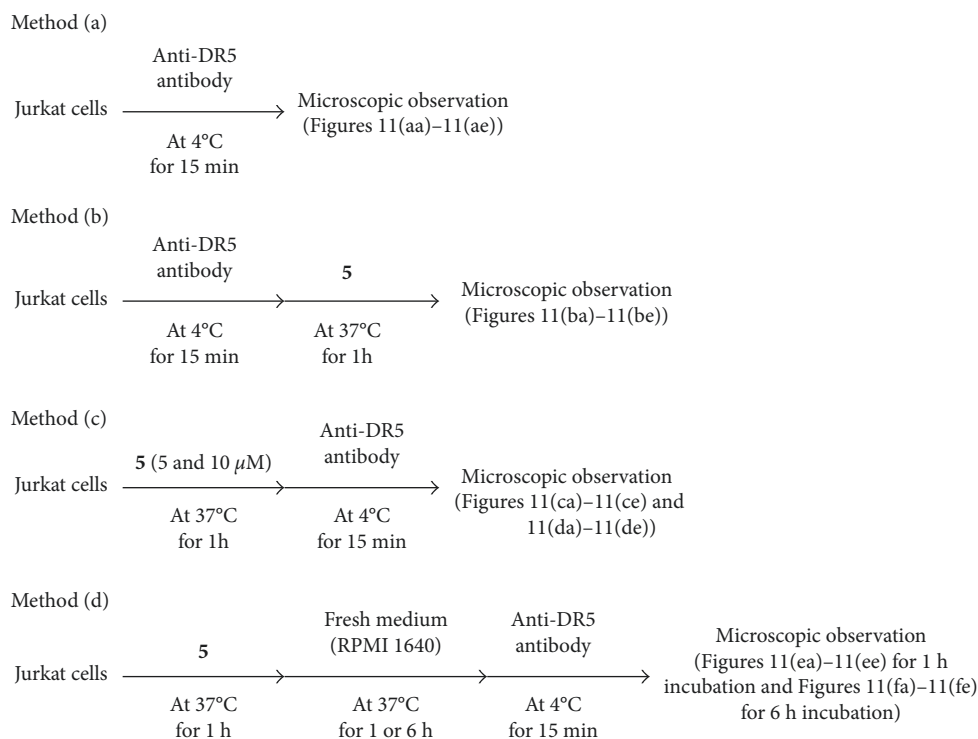 Method (a)
Anti-DR5
antibody
Jurkat cells
At 4°C
for 15 min
Microscopic observation
(Figures 11(aa)–11(ae))
Method (b)
Anti-DR5
antibody
5
Jurkat cells
At 4°C
for 15 min
At 37°C
for 1h
Microscopic observation
(Figures 11(ba)–11(be))
Method (c)
5 (5 and 10 μM)
Anti-DR5
antibody
Jurkat cells
At 37°C
for 1h
At 4°C
for 15 min
Microscopic observation
(Figures 11(ca)–11(ce) and
11(da)–11(de))
Method (d)
5
Fresh medium
(RPMI 1640)
Anti-DR5
antibody
Jurkat cells
At 37°C
for 1 h
At 37°C
for 1 or 6 h
At 4°C
for 15 min
Microscopic observation
(Figures 11(ea)–11(ee) for 1 h
incubation and Figures 11(fa)–11(fe)
for 6 h incubation)